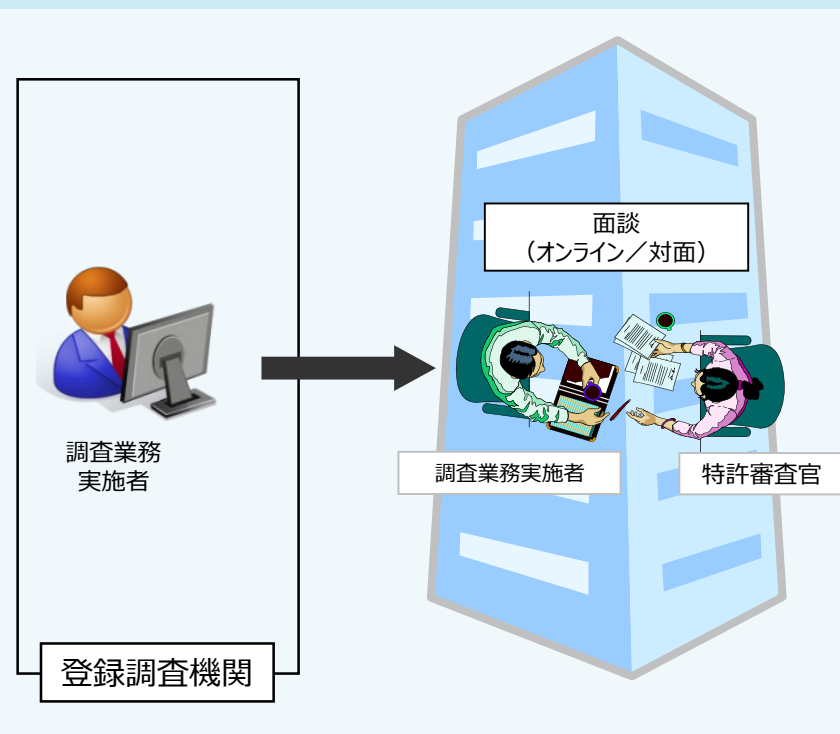 面談
（オンライン／対面）
調査業務
実施者
調査業務実施者
特許審査官
登録調査機関